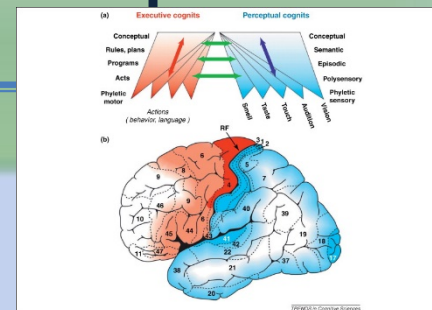 (a) Executive cognits Perceptual cognits
Conceptual Conceptual
Rules, plans Semantic
Programs Episodic
Acts Polysensory
Phyletic motor Phyletic sensory
Actions
( behavior, language )
Smell
Taste
Touch
Audition
Vision
(b)
RF
3 1 2
6
5
8
4
7
9
9
46
6
40
39
10
19
45
44
43
41
42
18
11
47
22
17
38
21
37
20
TRENDS in Cognitive Sciences